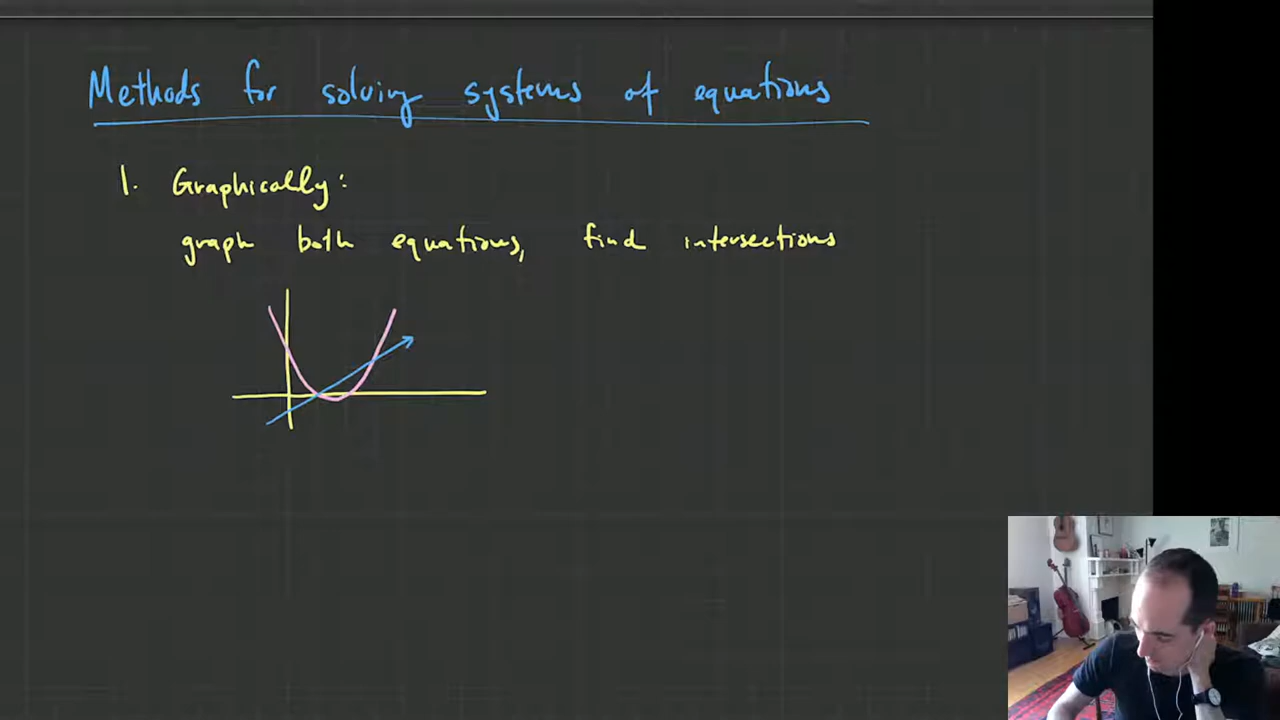 Methods for solving systems of equations
1. Graphically:
graph both equations, find intersections